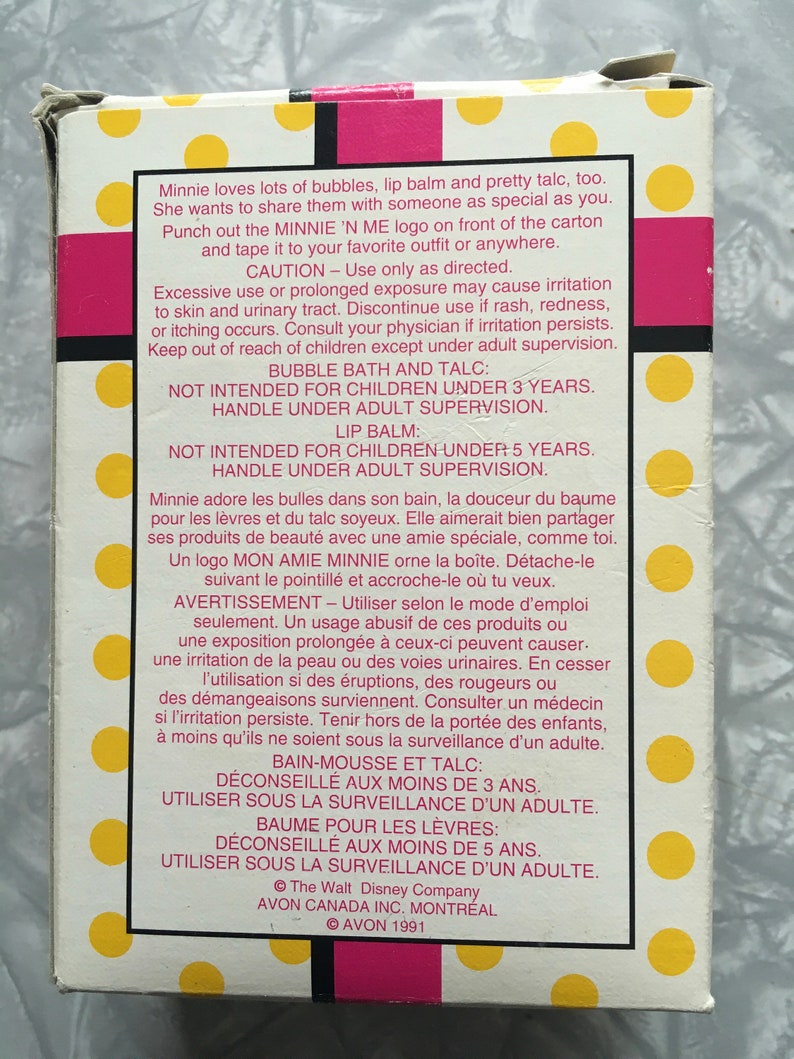 Minnie loves lots of bubbles, lip balm and pretty talc, too.
She wants to share them with someone as special as you.
Punch out the MINNIE 'N ME logo on front of the carton
and tape it to your favorite outfit or anywhere.
CAUTION – Use only as directed.
Excessive use or prolonged exposure may cause irritation
to skin and urinary tract. Discontinue use if rash, redness,
or itching occurs. Consult your physician if irritation persists.
Keep out of reach of children except under adult supervision.
BUBBLE BATH AND TALC:
NOT INTENDED FOR CHILDREN UNDER 3 YEARS.
HANDLE UNDER ADULT SUPERVISION.
LIP BALM:
NOT INTENDED FOR CHILDREN UNDER 5 YEARS.
HANDLE UNDER ADULT SUPERVISION.
Minnie adore les bulles dans son bain, la douceur du baume
pour les lèvres et du talc soyeux. Elle aimerait bien partager
ses produits de beauté avec une amie spéciale, comme toi.
Un logo MON AMIE MINNIE orne la boîte. Détache-le
suivant le pointillé et accroche-le où tu veux.
AVERTISSEMENT – Utiliser selon le mode d'emploi
seulement. Un usage abusif de ces produits ou
une exposition prolongée à ceux-ci peuvent causer
une irritation de la peau ou des voies urinaires. En cesser
l'utilisation si des éruptions, des rougeurs ou
des démangeaisons surviennent. Consulter un médecin
si l'irritation persiste. Tenir hors de la portée des enfants,
à moins qu'ils ne soient sous la surveillance d'un adulte.
BAIN-MOUSSE ET TALC:
DÉCONSEILLÉ AUX MOINS DE 3 ANS.
UTILISER SOUS LA SURVEILLANCE D'UN ADULTE.
BAUME POUR LES LÈVRES:
DÉCONSEILLÉ AUX MOINS DE 5 ANS.
UTILISER SOUS LA SURVEILLANCE D'UN ADULTE.
© The Walt Disney Company
AVON CANADA INC. MONTRÉAL
© AVON 1991